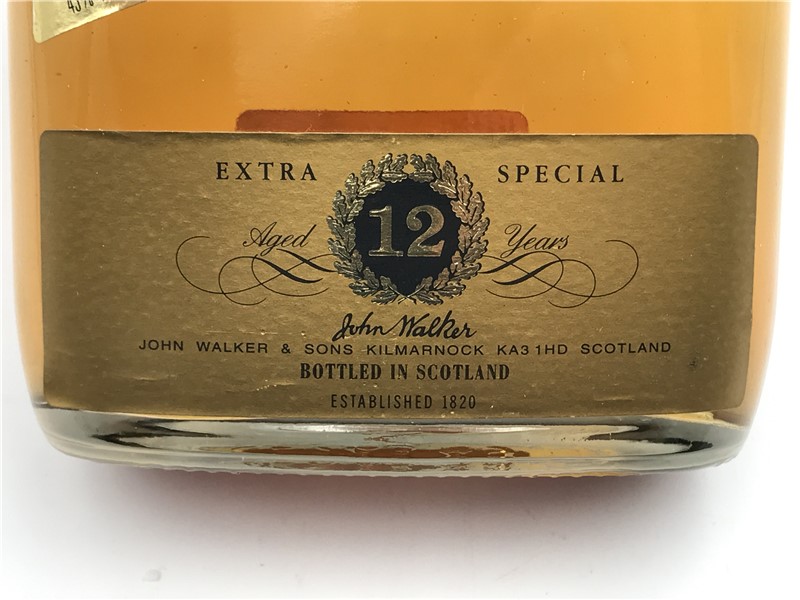 43%
EXTRA SPECIAL
Aged 12 Years
John Walker
JOHN WALKER & SONS KILMARNOCK KA3 1HD SCOTLAND
BOTTLED IN SCOTLAND
ESTABLISHED 1820